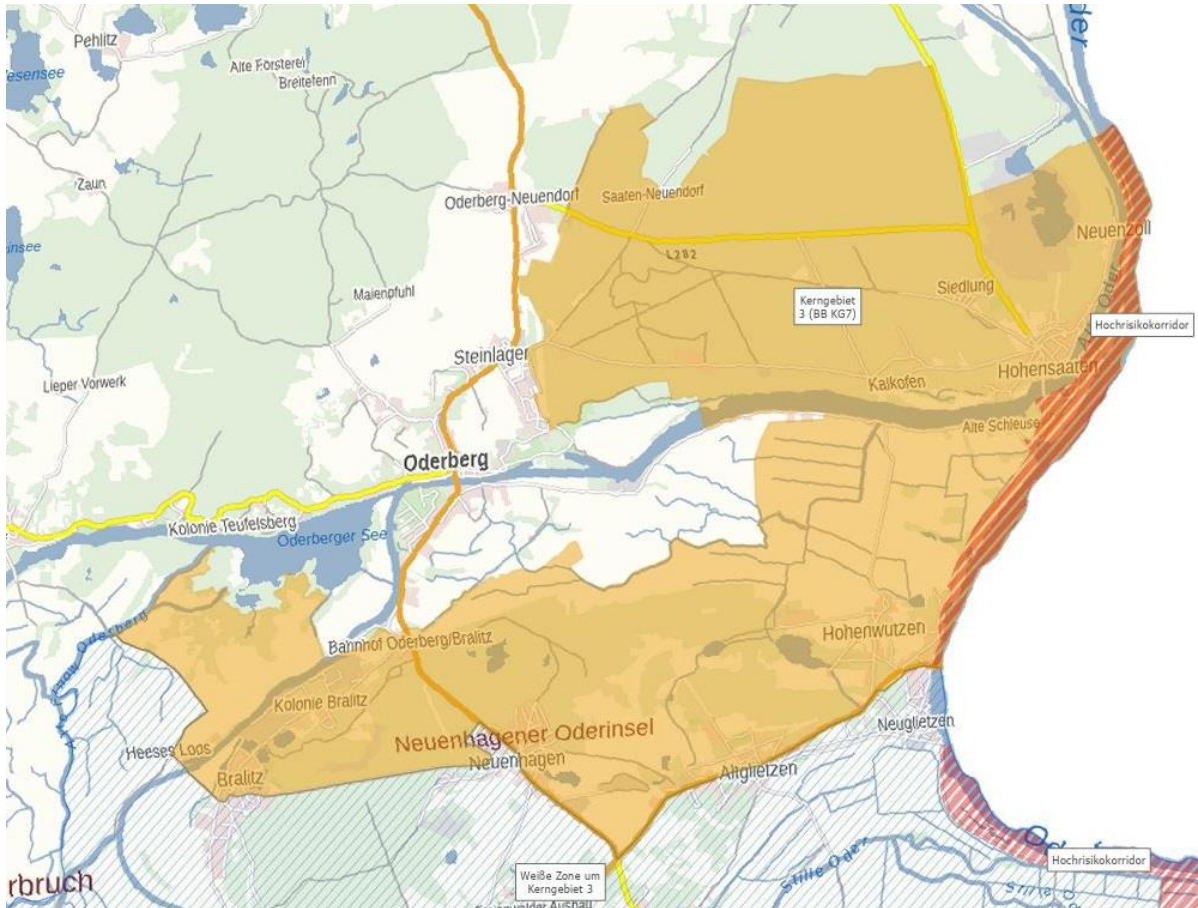 Pehlitz
Alte Forsterei
Breitefenn
Zaun
Oderberg-Neuendorf
Saaten-Neuendorf
Neuenzoll
L282
Maienpfuhl
Siedlung
Kerngebiet
3 (BB KG7)
Hochrisikokorridor
Steinlager
Hohensaaten
Lieper Vorwerk
Kalkofen
Alte Schleuse
Oderberg
Kolonie Teufelsberg
Oderberger See
Hohenwutzen
Bahnhof Oderberg/Bralitz
Kolonie Bralitz
Neuglietzen
Neuenhagener Oderinsel
Heeses Loos
Neuenhagen
Altglietzen
Bralitz
Hochrisikokorridor
Stille Oder
Weiße Zone um
Kerngebiet 3
rbruch